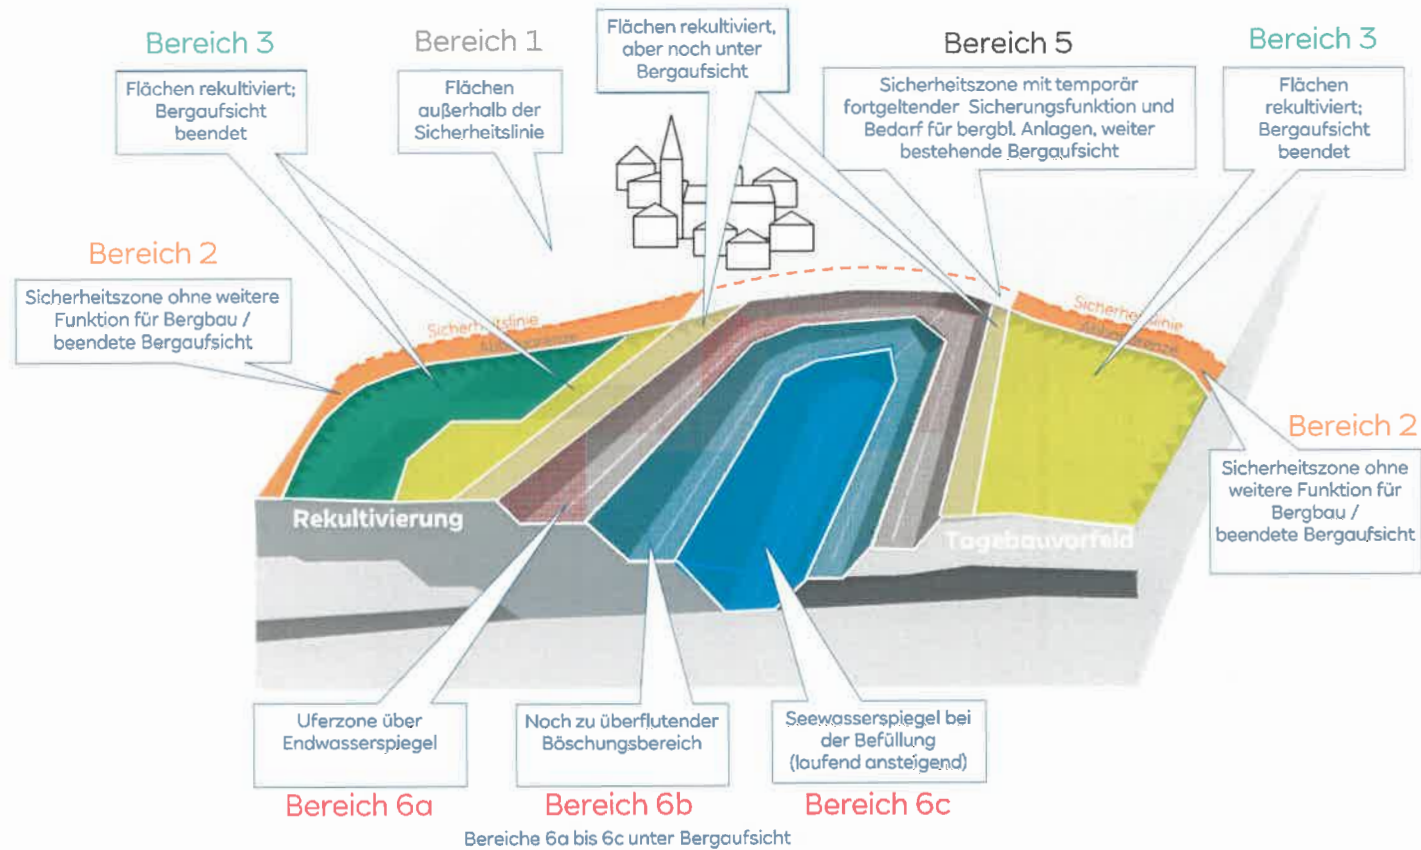 Bereich 3
Flächen rekultiviert;
Bergaufsicht
beendet
Bereich 1
Flächen
außerhalb der
Sicherheitslinie
Flächen rekultiviert,
aber noch unter
Bergaufsicht
Bereich 5
Sicherheitszone mit temporär
fortgeltender Sicherungsfunktion und
Bedarf für bergbl. Anlagen, weiter
bestehende Bergaufsicht
Bereich 3
Flächen
rekultiviert;
Bergaufsicht
beendet
Bereich 2
Sicherheitszone ohne weitere
Funktion für Bergbau /
beendete Bergaufsicht
Sicherheitslinie
Sicherheitslinie
Bereich 2
Sicherheitszone ohne
weitere Funktion für
Bergbau /
beendete Bergaufsicht
Rekultivierung
Tagebauvorfeld
Uferzone über
Endwasserspiegel
Bereich 6a
Noch zu überflutender
Böschungsbereich
Bereich 6b
Seewasserspiegel bei
der Befüllung
(laufend ansteigend)
Bereich 6c
Bereiche 6a bis 6c unter Bergaufsicht